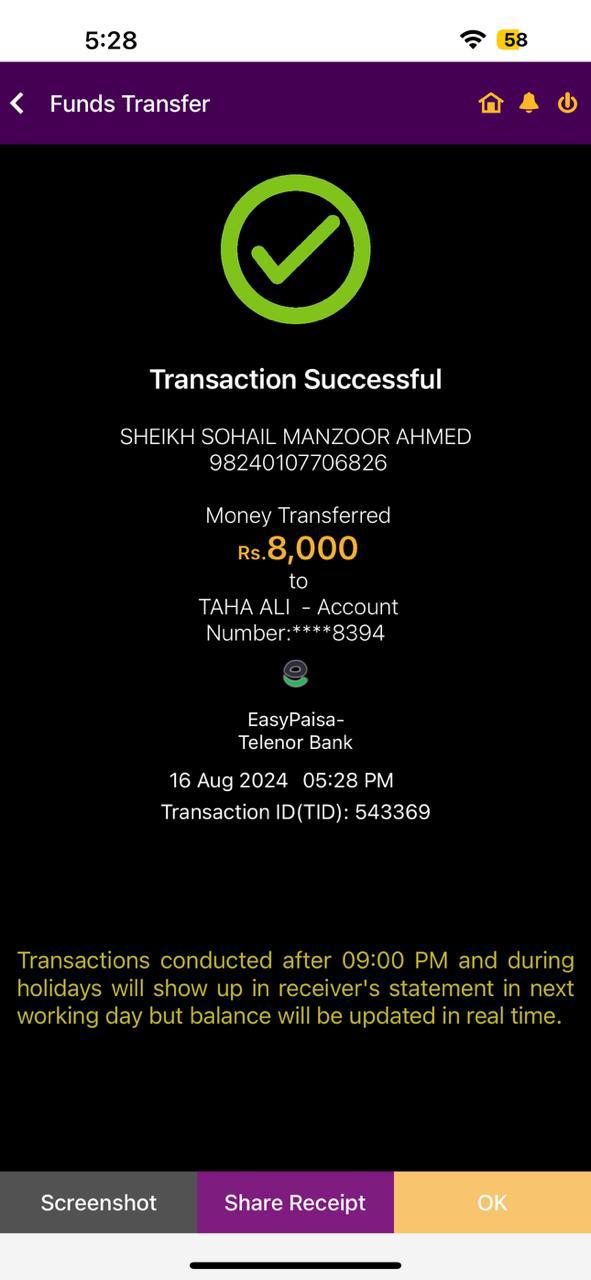 5:28
58
Funds Transfer
Transaction Successful
SHEIKH SOHAIL MANZOOR AHMED
98240107706826
Money Transferred
Rs.8,000
to
TAHA ALI - Account
Number:****8394
EasyPaisa-
Telenor Bank
16 Aug 2024 05:28 PM
Transaction ID(TID): 543369
Transactions conducted after 09:00 PM and during
holidays will show up in receiver's statement in next
working day but balance will be updated in real time.
Screenshot
Share Receipt
OK